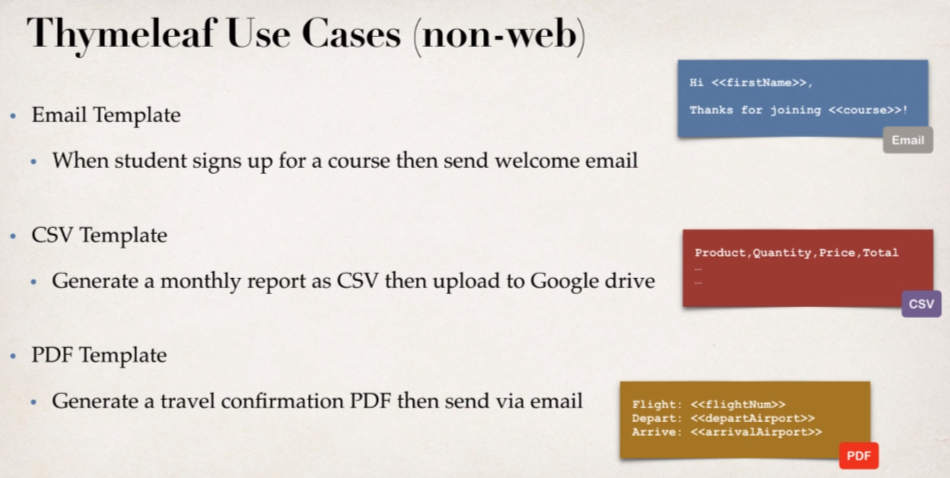 Thymeleaf Use Cases (non-web)
• Email Template
• When student signs up for a course then send welcome email
Hi <<firstName>>,
Thanks for joining <<course>>!
Email
• CSV Template
• Generate a monthly report as CSV then upload to Google drive
Product,Quantity,Price,Total
...
...
CSV
• PDF Template
• Generate a travel confirmation PDF then send via email
Flight: <<flightNum>>
Depart: <<departAirport>>
Arrive: <<arrivalAirport>>
PDF